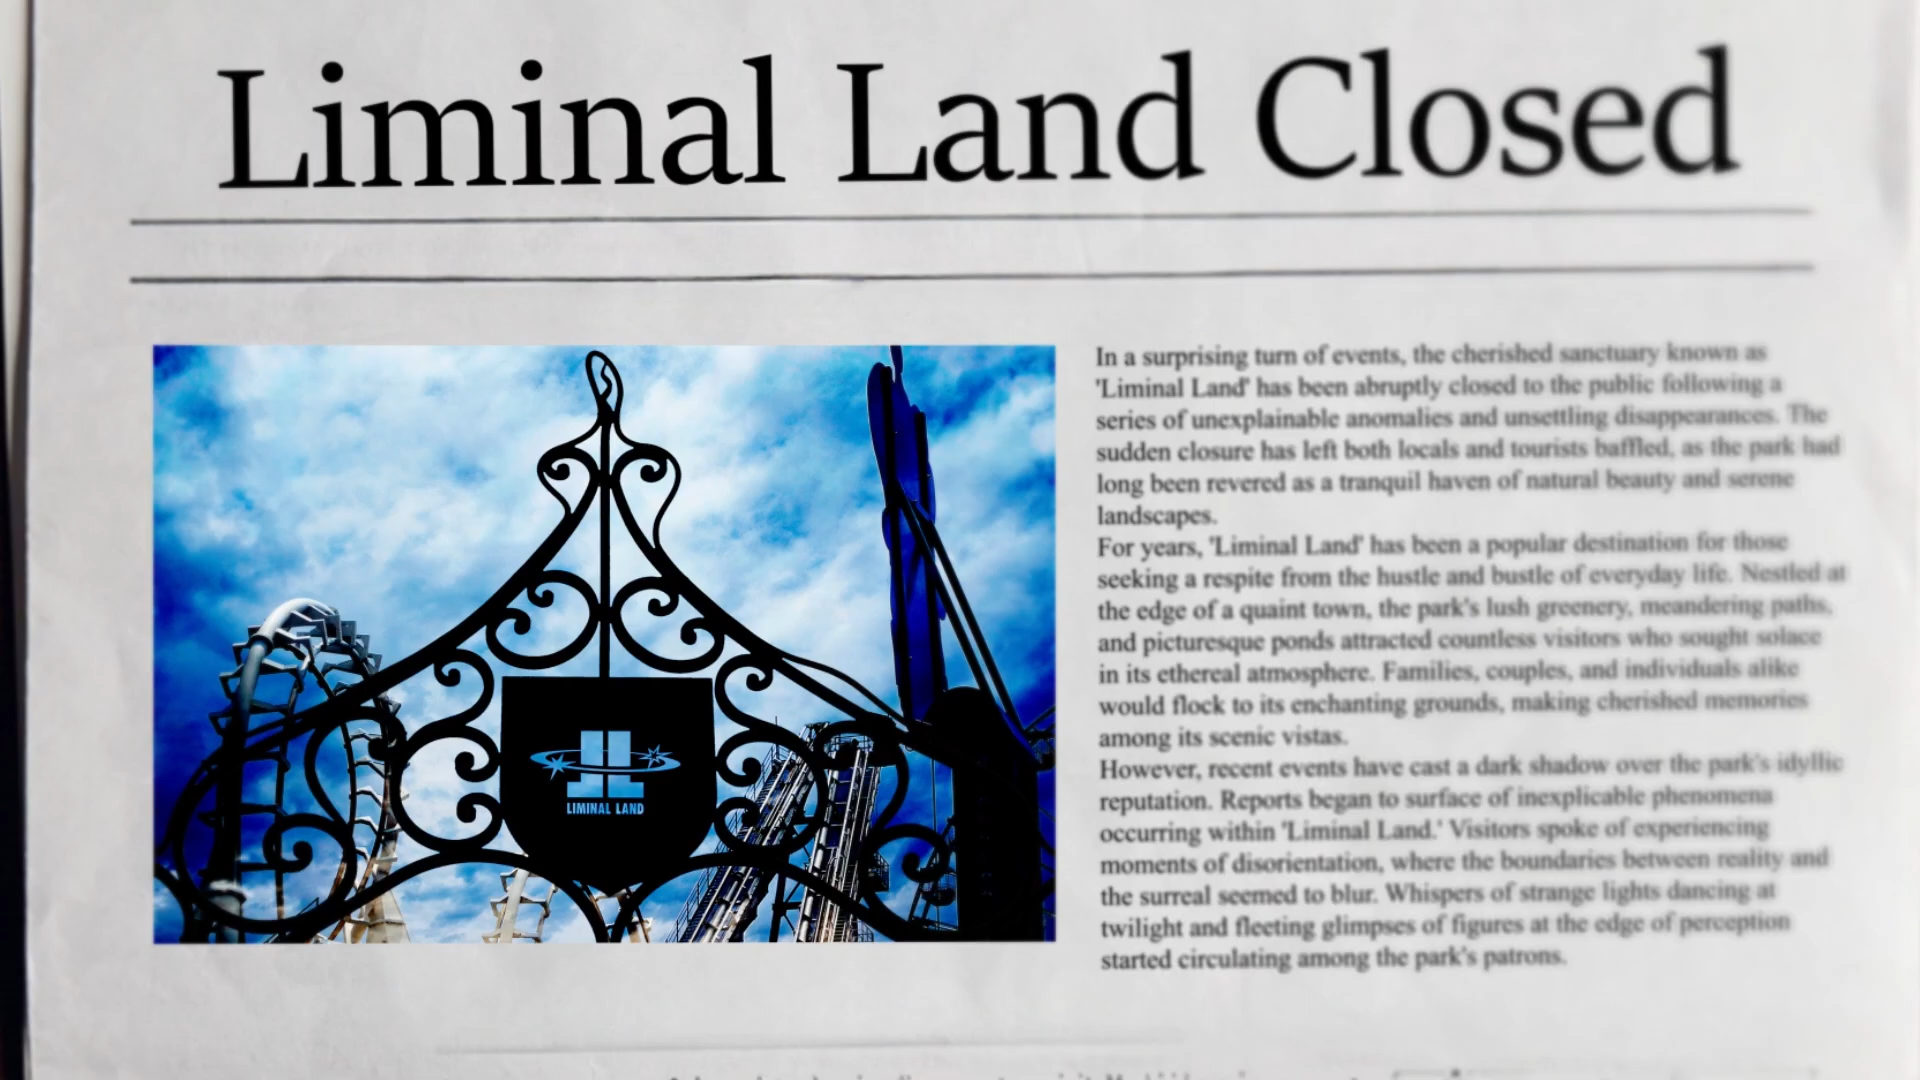 Liminal Land Closed
LIMINAL LAND
In a surprising turn of events, the cherished sanctuary known as
'Liminal Land' has been abruptly closed to the public following a
series of unexplainable anomalies and unsettling disappearances. The
sudden closure has left both locals and tourists baffled, as the park had
long been revered as a tranquil haven of natural beauty and serene
landscapes.
For years, 'Liminal Land' has been a popular destination for those
seeking a respite from the hustle and bustle of everyday life. Nestled at
the edge of a quaint town, the park's lush greenery, meandering paths,
and picturesque ponds attracted countless visitors who sought solace
in its ethereal atmosphere. Families, couples, and individuals alike
would flock to its enchanting grounds, making cherished memories
among its scenic vistas.
However, recent events have cast a dark shadow over the park's idyllic
reputation. Reports began to surface of inexplicable phenomena
occurring within 'Liminal Land.' Visitors spoke of experiencing
moments of disorientation, where the boundaries between reality and
the surreal seemed to blur. Whispers of strange lights dancing at
twilight and fleeting glimpses of figures at the edge of perception
started circulating among the park's patrons.